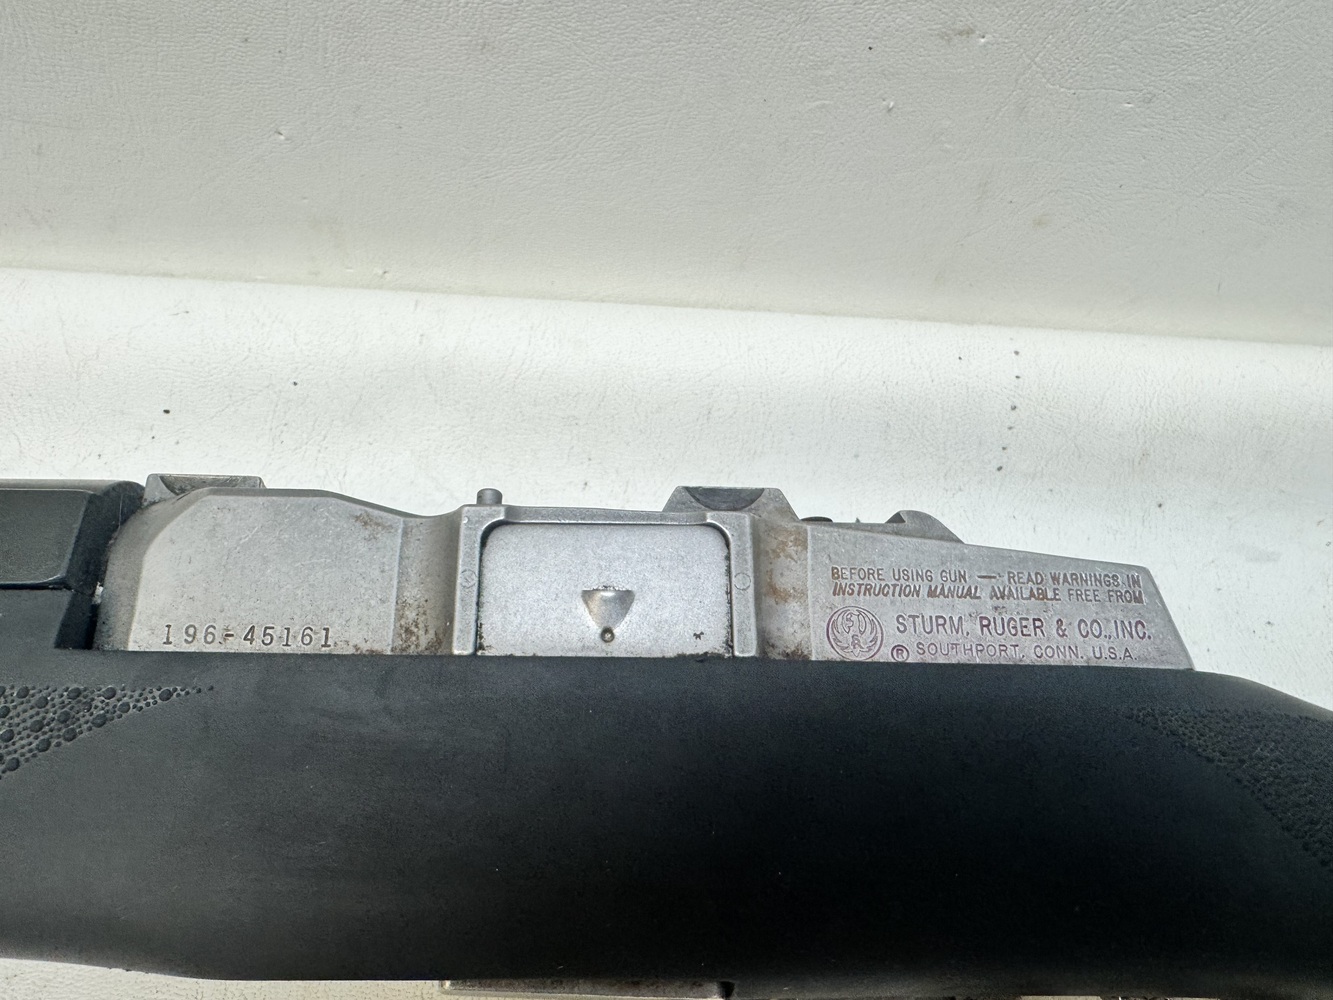 196-45161
BEFORE USING GUN — READ WARNINGS IN
INSTRUCTION MANUAL AVAILABLE FREE FROM
STURM, RUGER & CO., INC.
® SOUTHPORT, CONN. U.S.A.